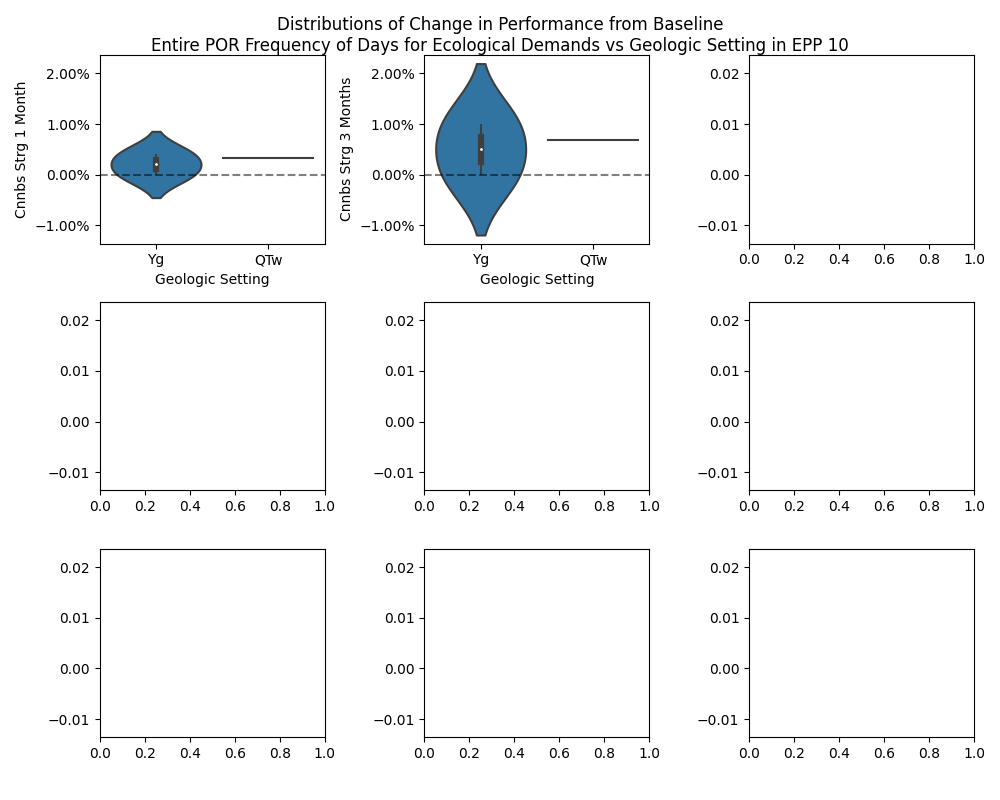 Distributions of Change in Performance from Baseline
Entire POR Frequency of Days for Ecological Demands vs Geologic Setting in EPP 10
Cnnbs Strg 1 Month
2.00%
1.00%
0.00%
−1.00%
Yg QTw
Geologic Setting
Cnnbs Strg 3 Months
2.00%
1.00%
0.00%
−1.00%
Yg QTw
Geologic Setting
0.02
0.01
0.00
−0.01
0.0 0.2 0.4 0.6 0.8 1.0
0.02
0.01
0.00
−0.01
0.0 0.2 0.4 0.6 0.8 1.0
0.02
0.01
0.00
−0.01
0.0 0.2 0.4 0.6 0.8 1.0
0.02
0.01
0.00
−0.01
0.0 0.2 0.4 0.6 0.8 1.0
0.02
0.01
0.00
−0.01
0.0 0.2 0.4 0.6 0.8 1.0
0.02
0.01
0.00
−0.01
0.0 0.2 0.4 0.6 0.8 1.0
0.02
0.01
0.00
−0.01
0.0 0.2 0.4 0.6 0.8 1.0